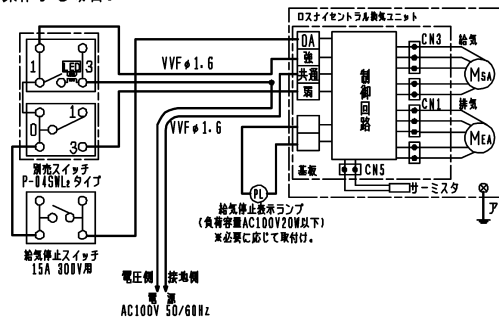 ロスナイセントラル換気ユニット
DA
強
共通
弱
制御回路
CN3
給気
MSA
CN1
排気
MEA
基板
CN5
サーミスタ
ア
1
LED
3
VVFφ1.6
0
1
3
別売スイッチ
P-04SWL₂タイプ
VVFφ1.6
PL
給気停止表示ランプ
(負荷容量AC100V20W以下)
※必要に応じて取付け。
給気停止スイッチ
15A 300V用
電圧側 接地側
電源
AC100V 50/60Hz